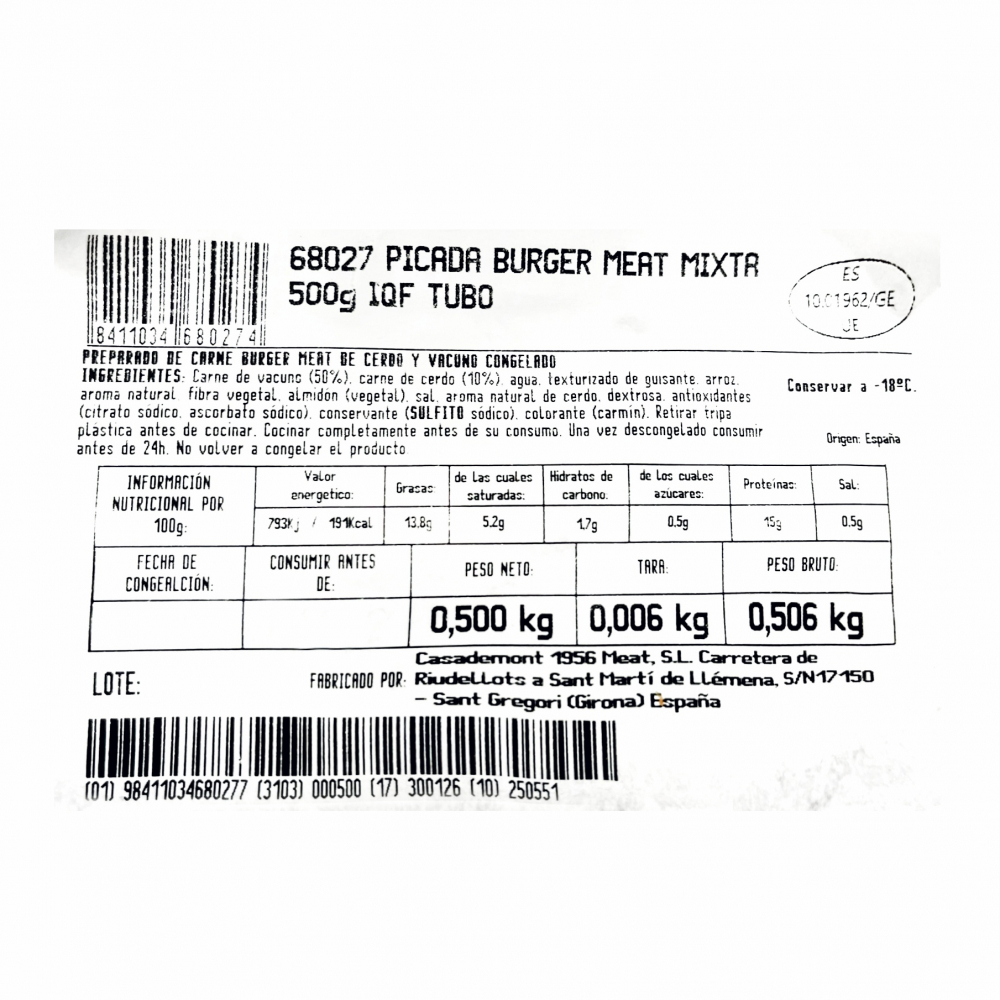 68027 PICADA BURGER MEAT MIXTA
500g IQF TUBO
ES
10.01962/GE
JE
8411034 680274
PREPARADO DE CARNE BURGER MEAT DE CERDO Y VACUNO CONGELADO
INGREDIENTES: Carne de vacuno (50%). carne de cerdo (10%). agua. texturizado de guisante. arroz.
aroma natural. fibra vegetal. almidón (vegetal). sal. aroma natural de cerdo. dextrosa. antioxidantes
(citrato sódico. ascorbato sódico). conservante (SULFITO sódico). colorante (carmín). Retirar tripa
plástica antes de cocinar. Cocinar completamente antes de su consumo. Una vez descongelado consumir
antes de 24h. No volver a congelar el producto
Conservar a -18ºC.
Origen: España
INFORMACIÓN
NUTRICIONAL POR
100g:
Valor
energetico:
Grasas:
de las cuales
saturadas:
Hidratos de
carbono.
de los cuales
azúcares:
Proteínas:
Sal:
793Kj / 191Kcal
13.8g
5.2g
1.7g
0.5g
15g
0.5g
FECHA DE
CONGEALCIÓN:
CONSUMIR ANTES
DE:
PESO NETO:
TARA:
PESO BRUTO:
0,500 kg
0,006 kg
0,506 kg
LOTE:
FABRICADO POR:
Casademont 1956 Meat, S.L. Carretera de
Riudellots a Sant Martí de Llémena, S/N17150
- Sant Gregori (Girona) España
(01) 98411034680277 (3103) 000500 (17) 300126 (10) 250551